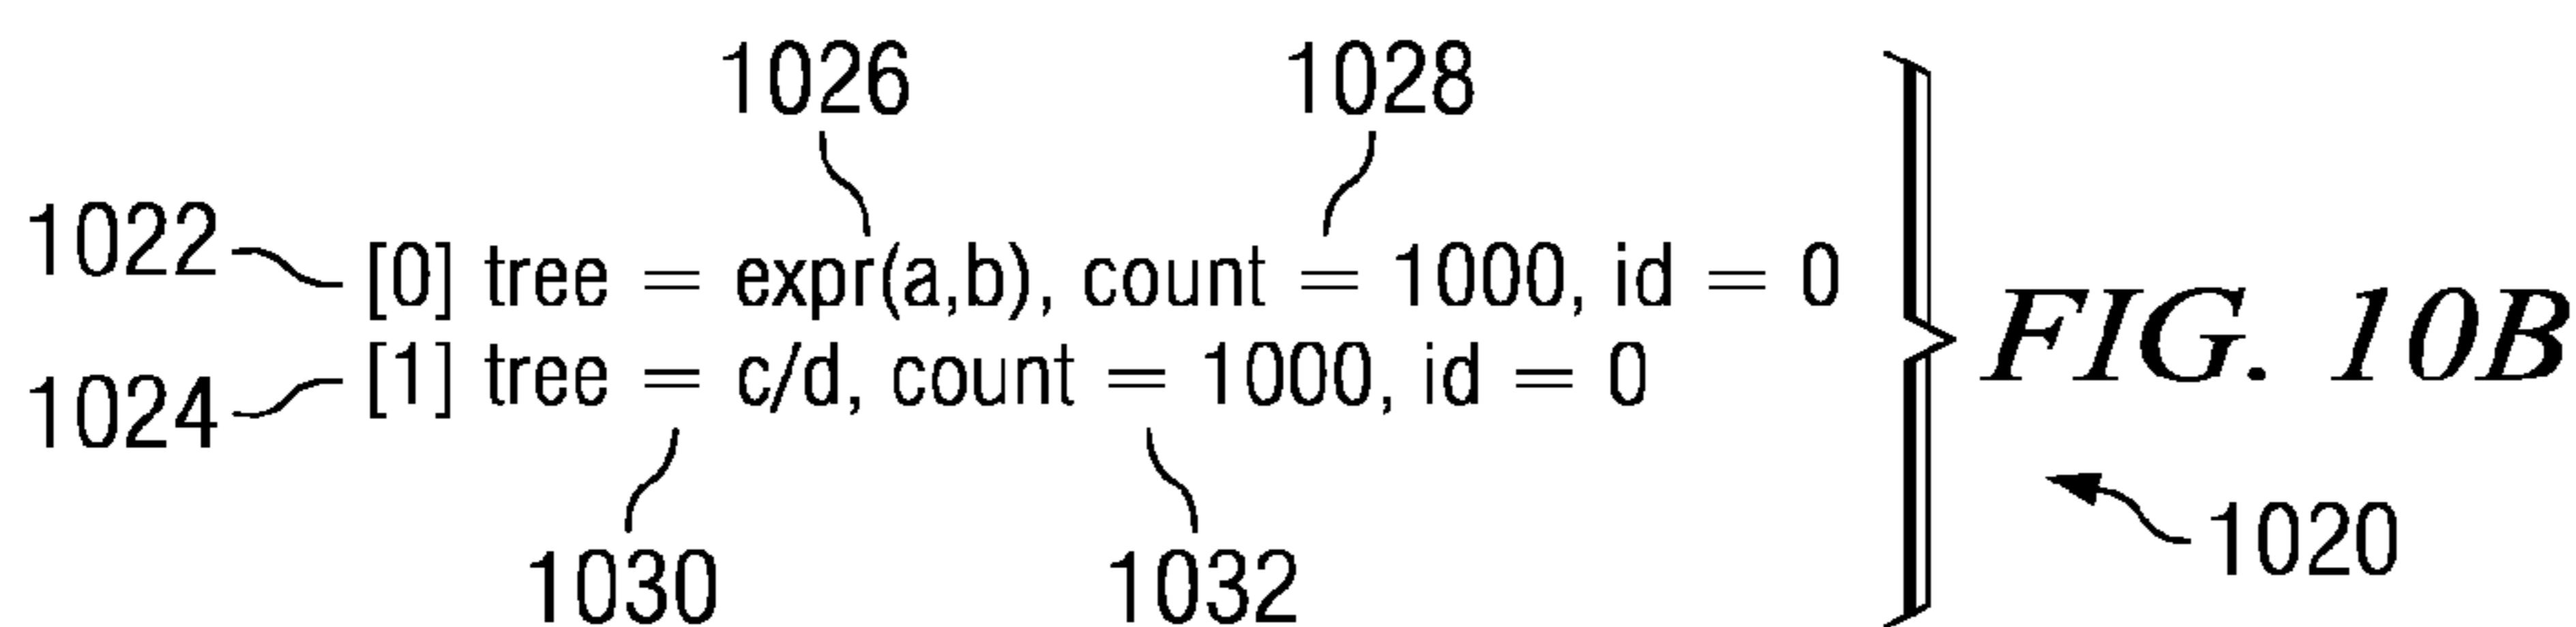 1026 1028
1022 [0] tree = expr(a,b), count = 1000, id = 0
1024 [1] tree = c/d, count = 1000, id = 0
1030 1032
FIG. 10B
1020